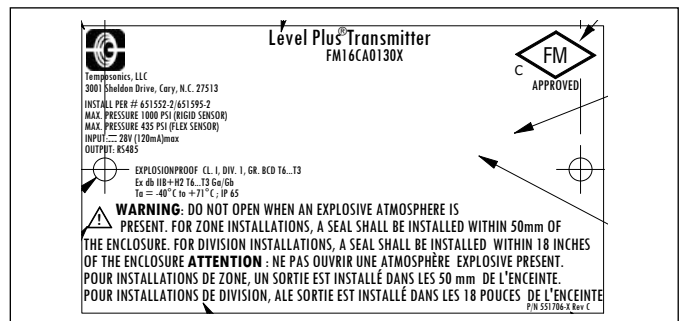 Level Plus® Transmitter
FM16CA0130X
FM
C
APPROVED
Temposonics, LLC
3001 Sheldon Drive, Cary, N.C. 27513
INSTALL PER # 651552-2/651595-2
MAX. PRESSURE 1000 PSI (RIGID SENSOR)
MAX. PRESSURE 435 PSI (FLEX SENSOR)
INPUT: ⎓ 28V (120mA)max
OUTPUT: RS485
EXPLOSIONPROOF CL. I, DIV. 1, GR. BCD T6...T3
Ex db IIB+H2 T6...T3 Ga/Gb
Ta = -40°C to +71°C ; IP 65
WARNING: DO NOT OPEN WHEN AN EXPLOSIVE ATMOSPHERE IS
PRESENT. FOR ZONE INSTALLATIONS, A SEAL SHALL BE INSTALLED WITHIN 50mm OF
THE ENCLOSURE. FOR DIVISION INSTALLATIONS, A SEAL SHALL BE INSTALLED WITHIN 18 INCHES
OF THE ENCLOSURE ATTENTION : NE PAS OUVRIR UNE ATMOSPHÈRE EXPLOSIVE PRESENT.
POUR INSTALLATIONS DE ZONE, UN SORTIE EST INSTALLÉ DANS LES 50 mm DE L'ENCEINTE.
POUR INSTALLATIONS DE DIVISION, ALE SORTIE EST INSTALLÉ DANS LES 18 POUCES DE L'ENCEINTE
P/N 551706-X Rev C